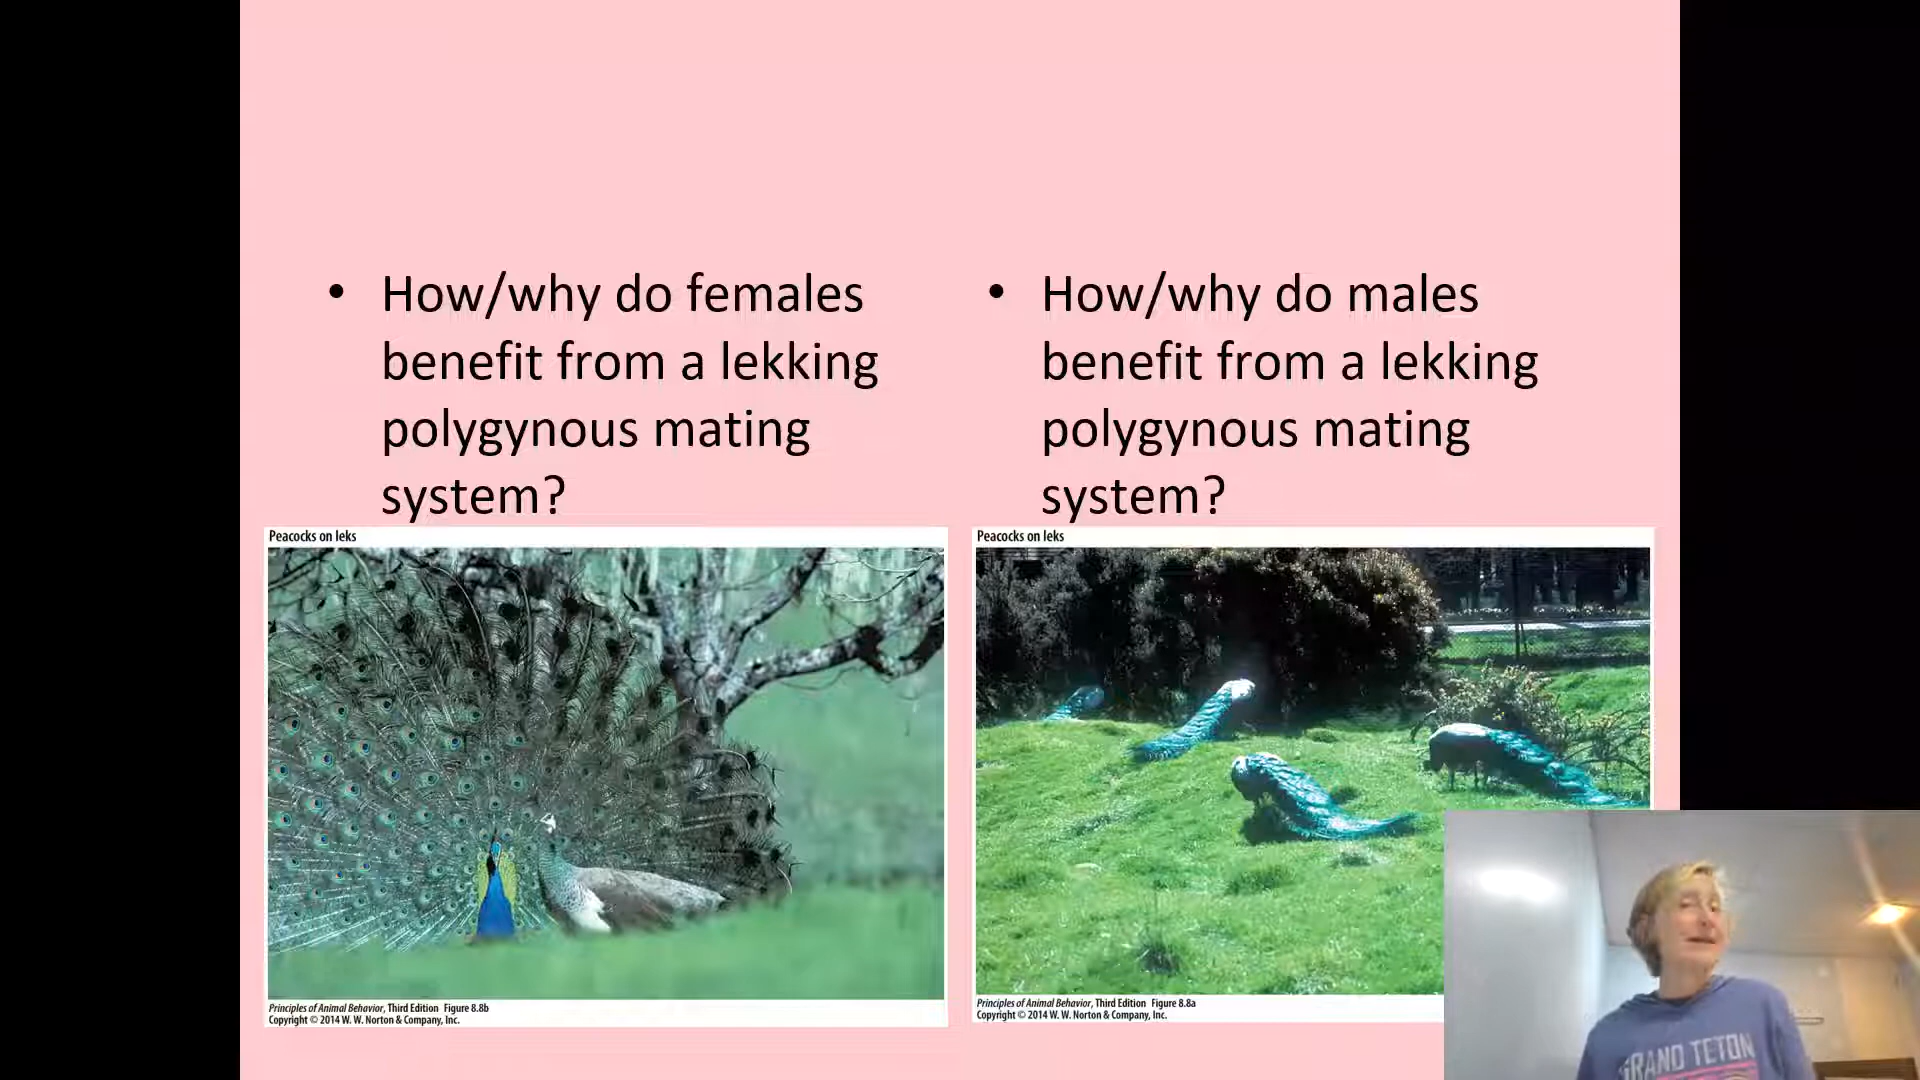 • How/why do females
benefit from a lekking
polygynous mating
system?
• How/why do males
benefit from a lekking
polygynous mating
system?
Peacocks on leks
Principles of Animal Behavior, Third Edition Figure 8.8b
Copyright © 2014 W. W. Norton & Company, Inc.
Peacocks on leks
Principles of Animal Behavior, Third Edition Figure 8.8a
Copyright © 2014 W. W. Norton & Company, Inc.
GRAND TETON